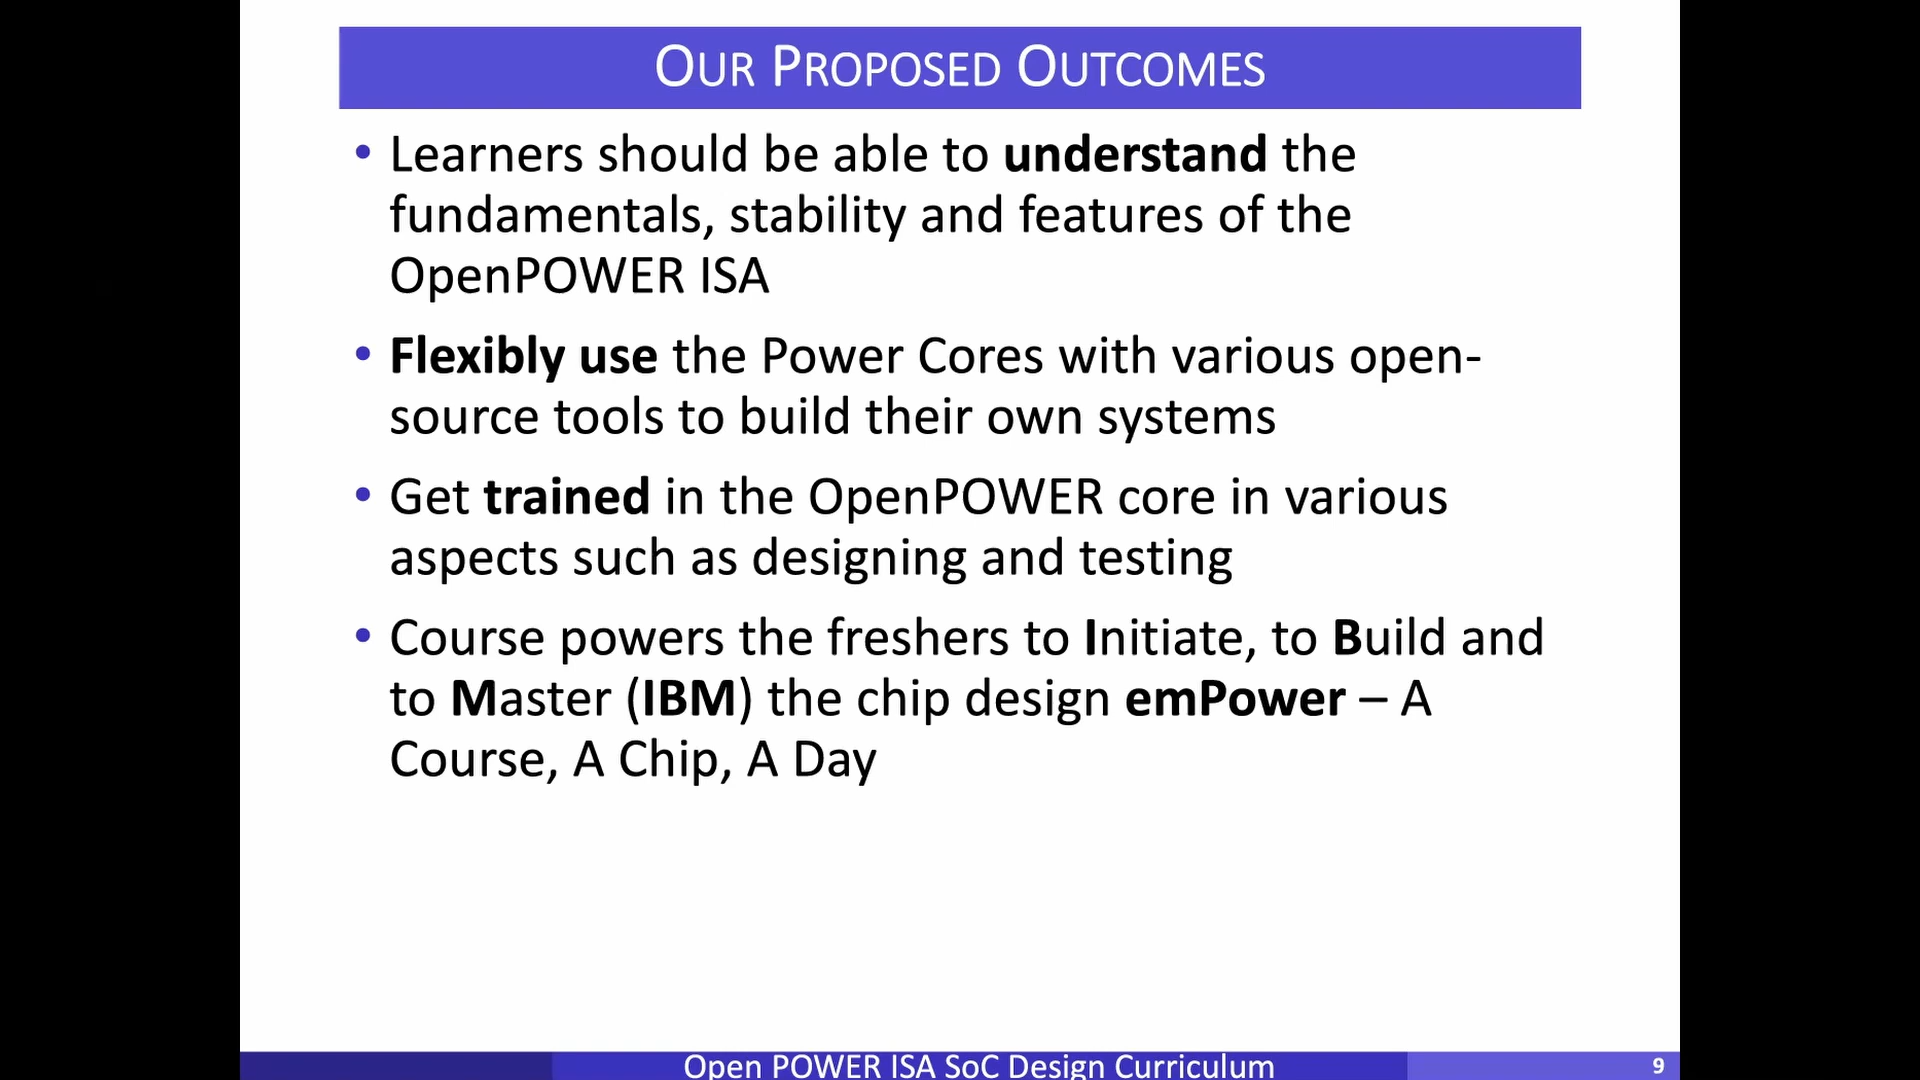 OUR PROPOSED OUTCOMES
• Learners should be able to understand the
fundamentals, stability and features of the
OpenPOWER ISA
• Flexibly use the Power Cores with various open-
source tools to build their own systems
• Get trained in the OpenPOWER core in various
aspects such as designing and testing
• Course powers the freshers to Initiate, to Build and
to Master (IBM) the chip design emPower – A
Course, A Chip, A Day
Open POWER ISA SoC Design Curriculum
9